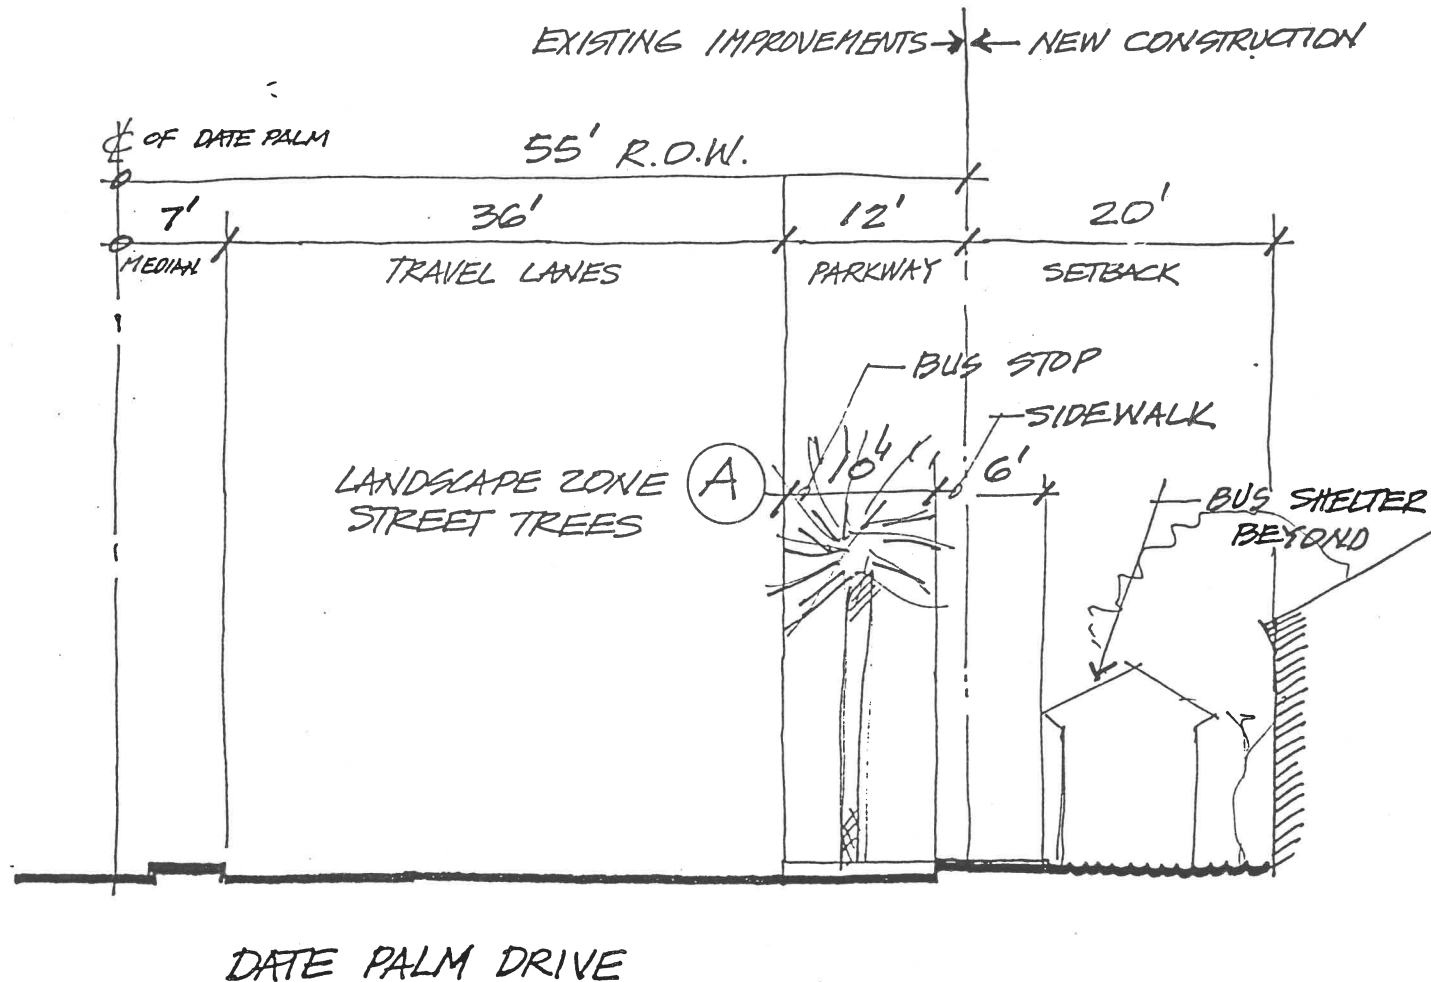 EXISTING IMPROVEMENTS → ← NEW CONSTRUCTION
℄ OF DATE PALM
55' R.O.W.
7' 36' 12' 20'
MEDIAN TRAVEL LANES PARKWAY SETBACK
BUS STOP
SIDEWALK
10' 6'
LANDSCAPE ZONE A
STREET TREES
BUS SHELTER
BEYOND
DATE PALM DRIVE